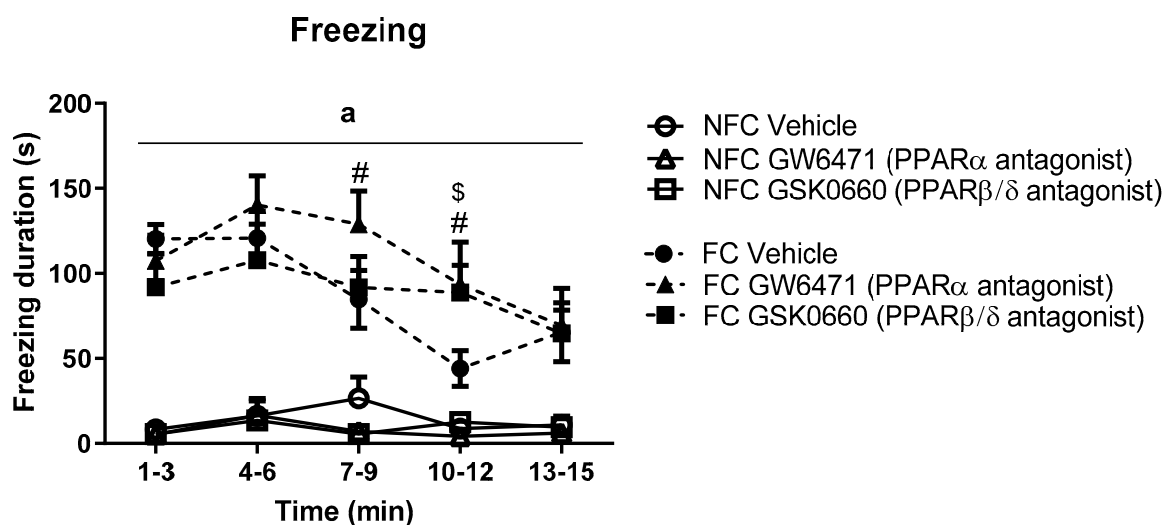 Freezing
Freezing duration (s)
200
150
100
50
0
a
#
$
#
1-3
4-6
7-9
10-12
13-15
Time (min)
NFC Vehicle
NFC GW6471 (PPARα antagonist)
NFC GSK0660 (PPARβ/δ antagonist)
FC Vehicle
FC GW6471 (PPARα antagonist)
FC GSK0660 (PPARβ/δ antagonist)